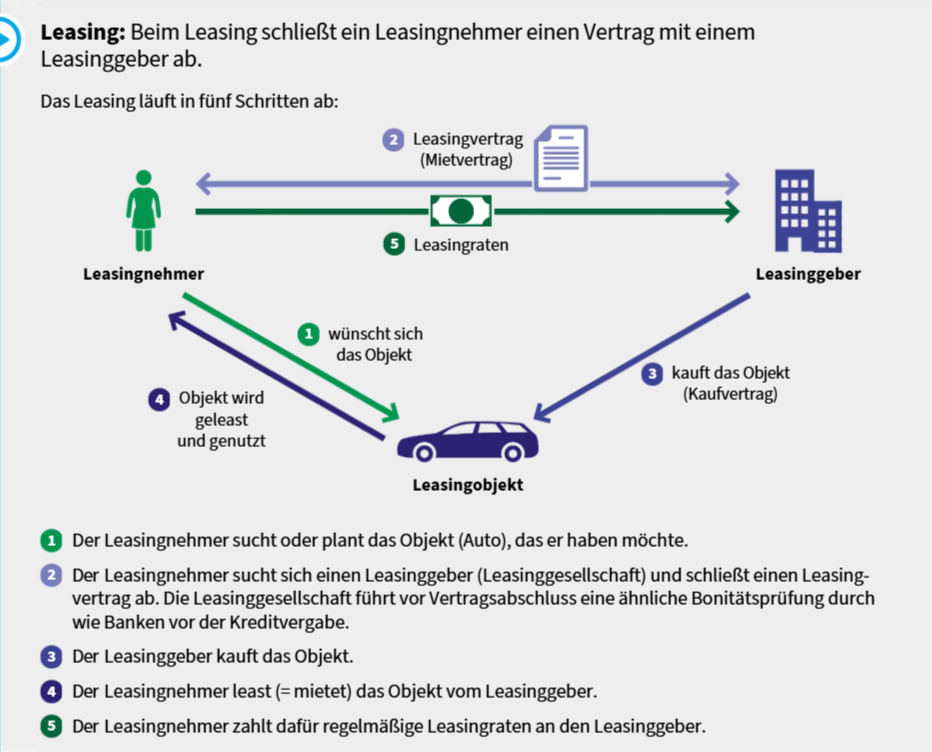 Leasing: Beim Leasing schließt ein Leasingnehmer einen Vertrag mit einem
Leasinggeber ab.
Das Leasing läuft in fünf Schritten ab:
2 Leasingvertrag
(Mietvertrag)
5 Leasingraten
Leasingnehmer
Leasinggeber
1 wünscht sich
das Objekt
3 kauft das Objekt
(Kaufvertrag)
4 Objekt wird
geleast
und genutzt
Leasingobjekt
1 Der Leasingnehmer sucht oder plant das Objekt (Auto), das er haben möchte.
2 Der Leasingnehmer sucht sich einen Leasinggeber (Leasinggesellschaft) und schließt einen Leasing-
vertrag ab. Die Leasinggesellschaft führt vor Vertragsabschluss eine ähnliche Bonitätsprüfung durch
wie Banken vor der Kreditvergabe.
3 Der Leasinggeber kauft das Objekt.
4 Der Leasingnehmer least (= mietet) das Objekt vom Leasinggeber.
5 Der Leasingnehmer zahlt dafür regelmäßige Leasingraten an den Leasinggeber.